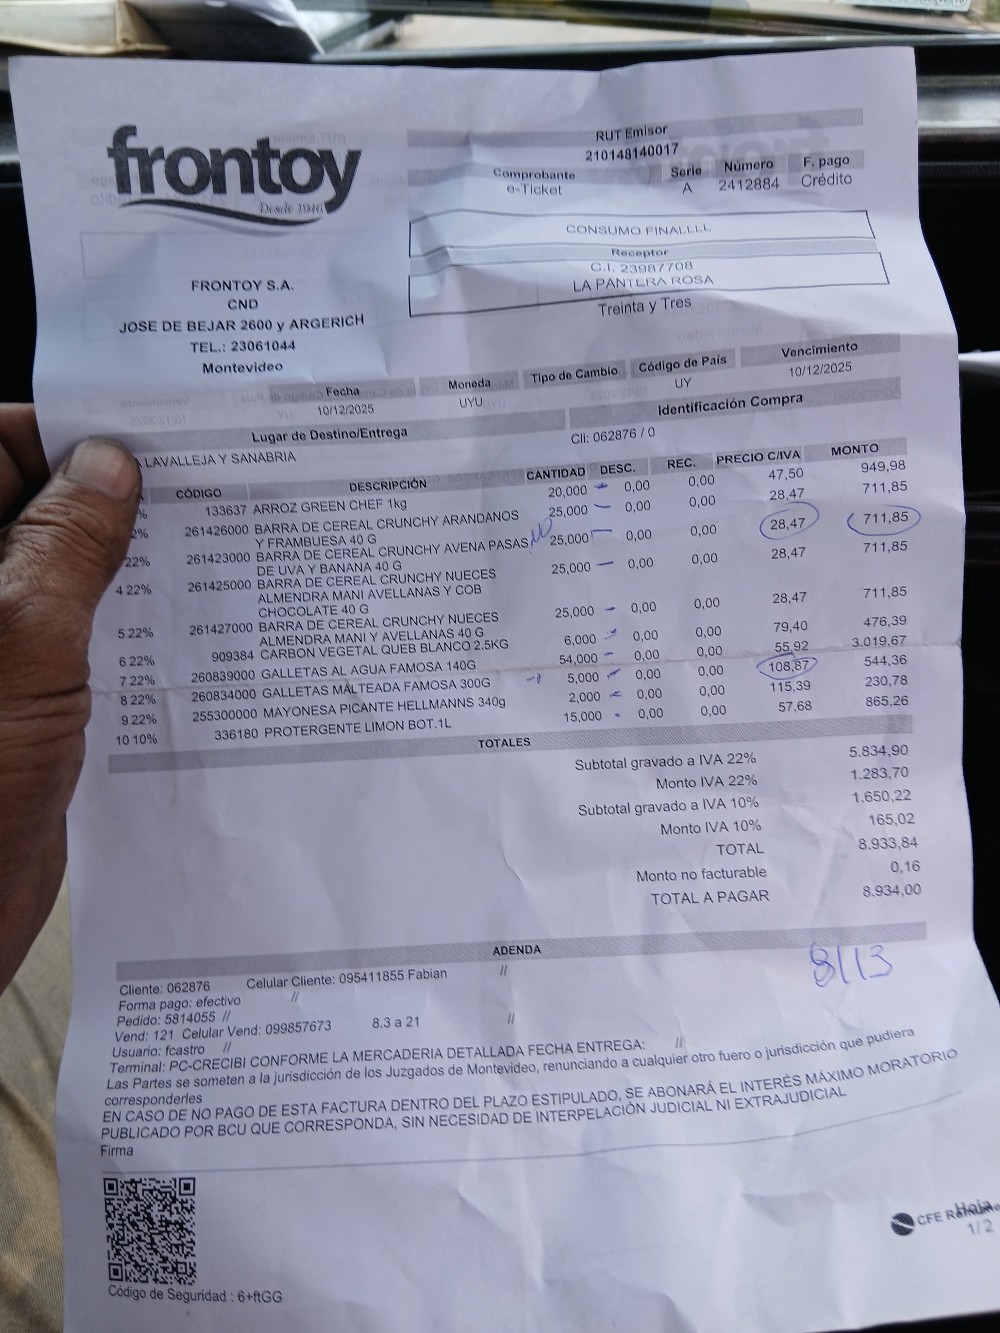 frontoy
Desde 1946
RUT Emisor
210148140017
Comprobante Serie Número F. pago
e-Ticket A 2412884 Crédito
CONSUMO FINALLLL
Receptor
C.I. 23987708
LA PANTERA ROSA
Treinta y Tres
FRONTOY S.A.
CND
JOSE DE BEJAR 2600 y ARGERICH
TEL.: 23061044
Montevideo
Fecha Moneda Tipo de Cambio Código de País Vencimiento
10/12/2025 UYU UY 10/12/2025
Lugar de Destino/Entrega Identificación Compra
LAVALLEJA Y SANABRIA Cli: 062876 / 0
CÓDIGO DESCRIPCIÓN CANTIDAD DESC. REC. PRECIO C/IVA MONTO
133637 ARROZ GREEN CHEF 1kg 20,000 0,00 0,00 47,50 949,98
261426000 BARRA DE CEREAL CRUNCHY ARANDANOS 25,000 0,00 0,00 28,47 711,85
Y FRAMBUESA 40 G
22% 261423000 BARRA DE CEREAL CRUNCHY AVENA PASAS 25,000 0,00 0,00 28,47 711,85
DE UVA Y BANANA 40 G
4 22% 261425000 BARRA DE CEREAL CRUNCHY NUECES 25,000 0,00 0,00 28,47 711,85
ALMENDRA MANI AVELLANAS Y COB
CHOCOLATE 40 G
5 22% 261427000 BARRA DE CEREAL CRUNCHY NUECES 25,000 0,00 0,00 28,47 711,85
ALMENDRA MANI Y AVELLANAS 40 G
6 22% 909384 CARBON VEGETAL QUEB BLANCO 2.5KG 6,000 0,00 0,00 79,40 476,39
7 22% 260839000 GALLETAS AL AGUA FAMOSA 140G 54,000 0,00 0,00 55,92 3.019,67
8 22% 260834000 GALLETAS MALTEADA FAMOSA 300G 5,000 0,00 0,00 108,87 544,36
9 22% 255300000 MAYONESA PICANTE HELLMANNS 340g 2,000 0,00 0,00 115,39 230,78
10 10% 336180 PROTERGENTE LIMON BOT.1L 15,000 0,00 0,00 57,68 865,26
TOTALES
Subtotal gravado a IVA 22% 5.834,90
Monto IVA 22% 1.283,70
Subtotal gravado a IVA 10% 1.650,22
Monto IVA 10% 165,02
TOTAL 8.933,84
Monto no facturable 0,16
TOTAL A PAGAR 8.934,00
ADENDA
8/13
Cliente: 062876 Celular Cliente: 095411855 Fabian //
Forma pago: efectivo //
Pedido: 5814055 //
Vend: 121 Celular Vend: 099857673 8.3 a 21 //
Usuario: fcastro //
Terminal: PC-CRECIBI CONFORME LA MERCADERIA DETALLADA FECHA ENTREGA: //
Las Partes se someten a la jurisdicción de los Juzgados de Montevideo, renunciando a cualquier otro fuero o jurisdicción que pudiera
corresponderles
EN CASO DE NO PAGO DE ESTA FACTURA DENTRO DEL PLAZO ESTIPULADO, SE ABONARÁ EL INTERÉS MÁXIMO MORATORIO
PUBLICADO POR BCU QUE CORRESPONDA, SIN NECESIDAD DE INTERPELACIÓN JUDICIAL NI EXTRAJUDICIAL
Firma
CFE Hoja
1/2
Código de Seguridad : 6+ftGG